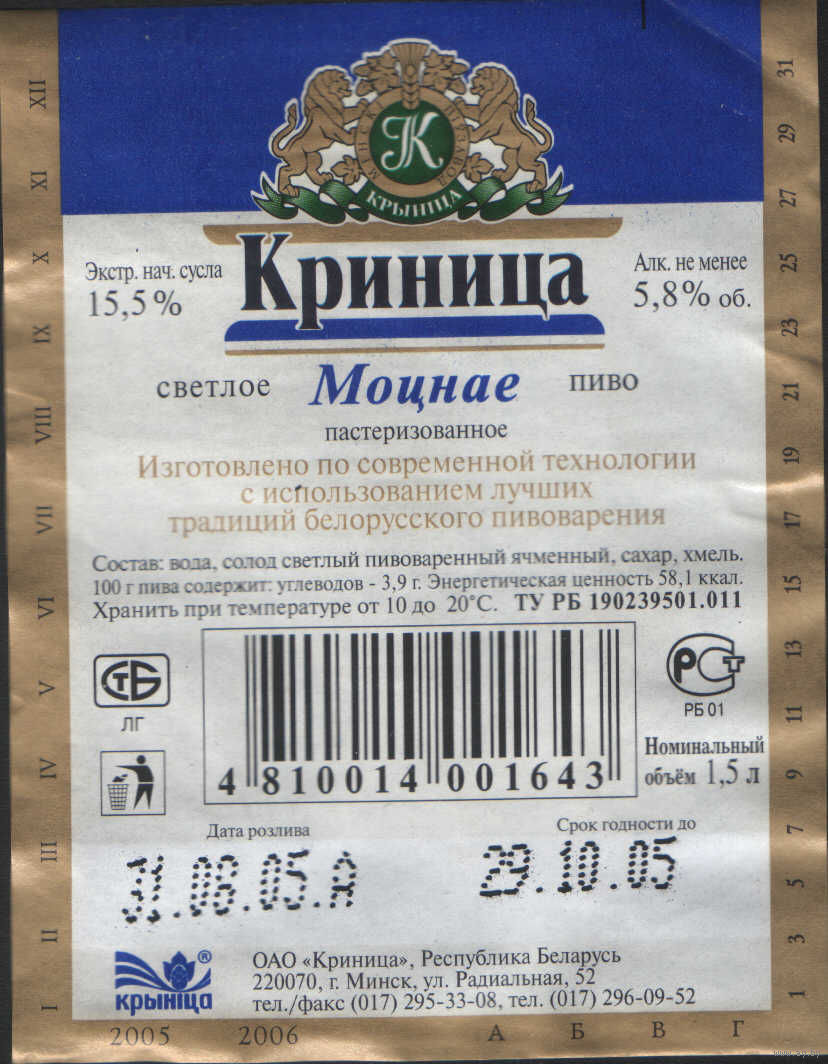 К
МИНСК ПИВЗАВОД
КРЫНІЦА
Экстр. нач. сусла
15,5%
Криница
Алк. не менее
5,8% об.
светлое Моцнае пиво
пастеризованное
Изготовлено по современной технологии
с использованием лучших
традиций белорусского пивоварения
Состав: вода, солод светлый пивоваренный ячменный, сахар, хмель.
100 г пива содержит: углеводов - 3,9 г. Энергетическая ценность 58,1 ккал.
Хранить при температуре от 10 до 20°С. ТУ РБ 190239501.011
СТБ
ЛГ
4 810014 001643
РСТ
РБ 01
Номинальный
объём 1,5 л
Дата розлива
31.08.05.А
Срок годности до
29.10.05
крыніца ®
ОАО «Криница», Республика Беларусь
220070, г. Минск, ул. Радиальная, 52
тел./факс (017) 295-33-08, тел. (017) 296-09-52
XII
XI
X
IX
VIII
VII
VI
V
IV
III
II
I
31
29
27
25
23
21
19
17
15
13
11
9
7
5
3
1
2005 2006 А Б В Г